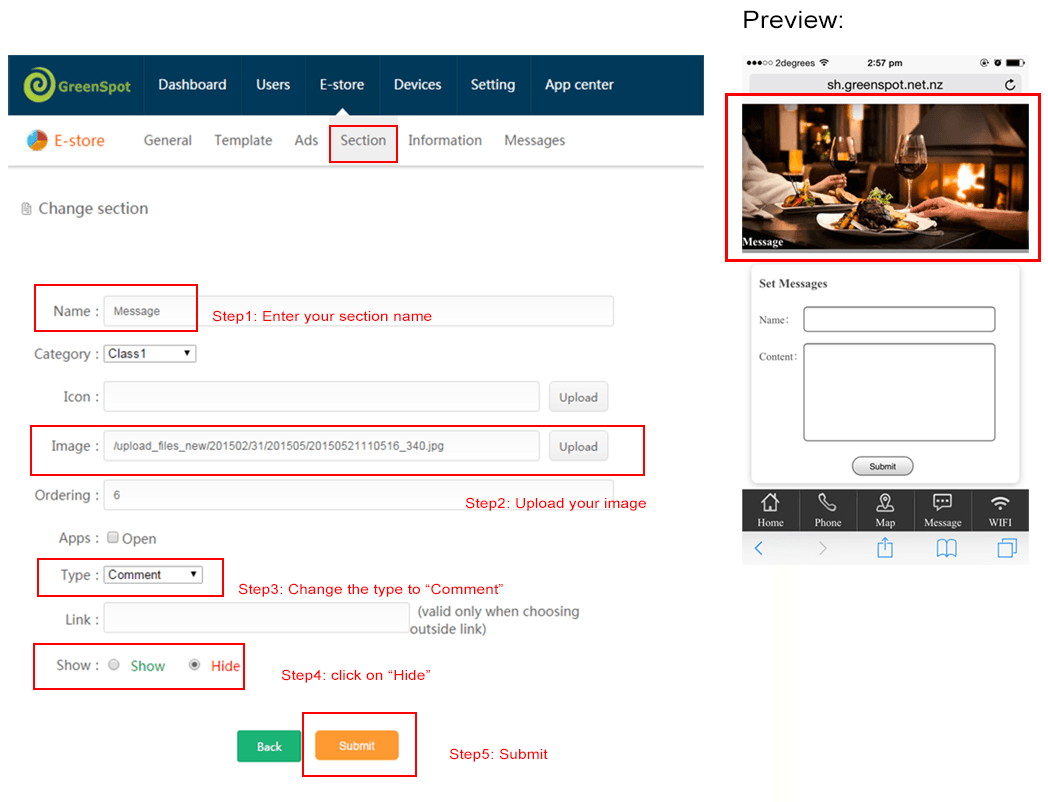 Preview:
GreenSpot Dashboard Users E-store Devices Setting App center
E-store General Template Ads Section Information Messages
Change section
Name : Message
Step1: Enter your section name
Category : Class1
Icon : Upload
Image : /upload_files_new/201502/31/201505/20150521110516_340.jpg Upload
Ordering : 6
Step2: Upload your image
Apps : Open
Type : Comment
Step3: Change the type to “Comment”
Link : (valid only when choosing
outside link)
Show : Show Hide
Step4: click on “Hide”
Back Submit
Step5: Submit
2degrees 2:57 pm
sh.greenspot.net.nz
Message
Set Messages
Name:
Content:
Submit
Home Phone Map Message WIFI